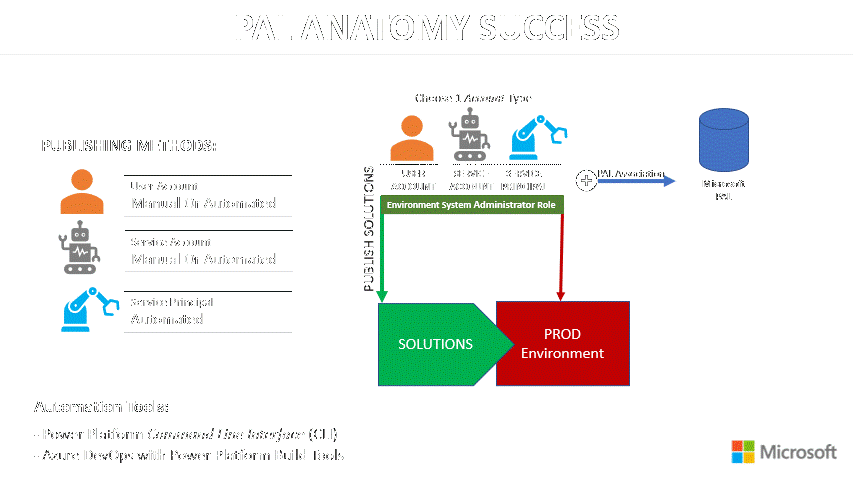 PAL ANATOMY SUCCESS
Choose 1 Account Type
PUBLISHING METHODS:
User Account
Manual Or Automated
Service Account
Manual Or Automated
Service Principal
Automated
USER
ACCOUNT
SERVICE
ACCOUNT
SERVICE
PRINCIPAL
Environment System Administrator Role
PUBLISH SOLUTIONS
PAL Association
Microsoft
PAL
SOLUTIONS
PROD
Environment
Automation Tools:
- Power Platform Command Line Interface (CLI)
- Azure DevOps with Power Platform Build Tools
Microsoft